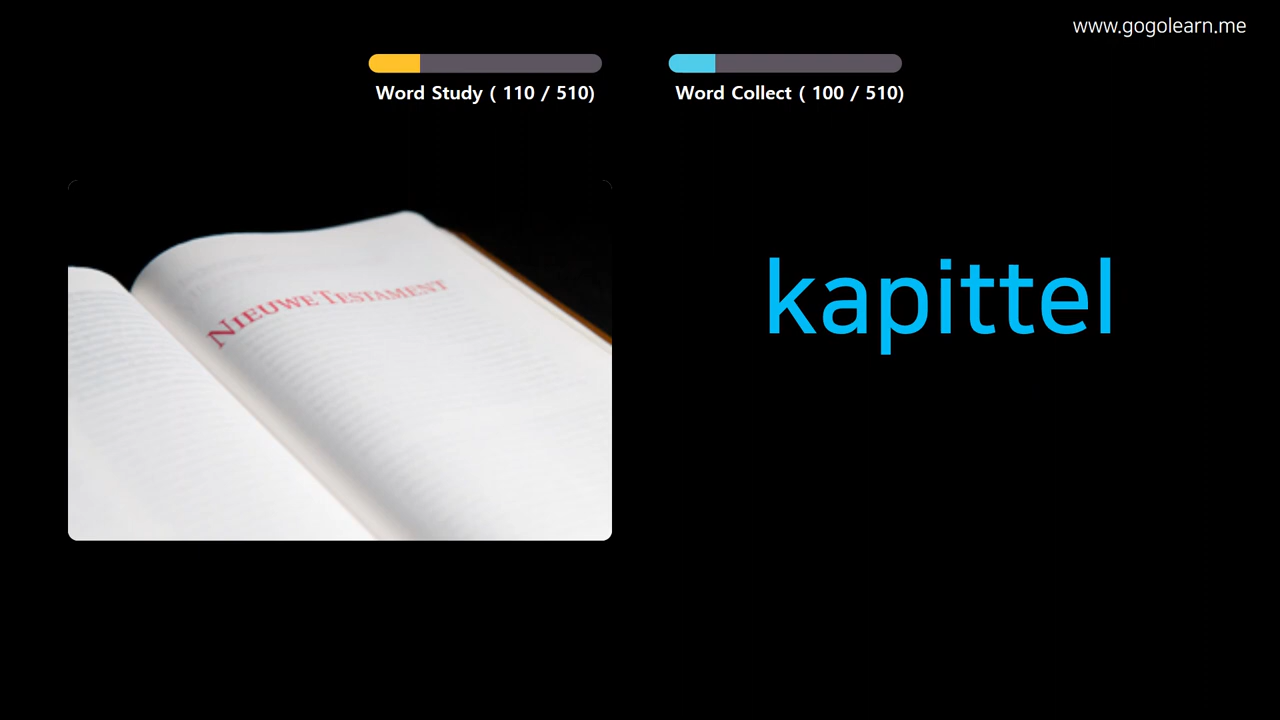 www.gogolearn.me
Word Study ( 110 / 510)
Word Collect ( 100 / 510)
NIEUWE TESTAMENT
kapittel